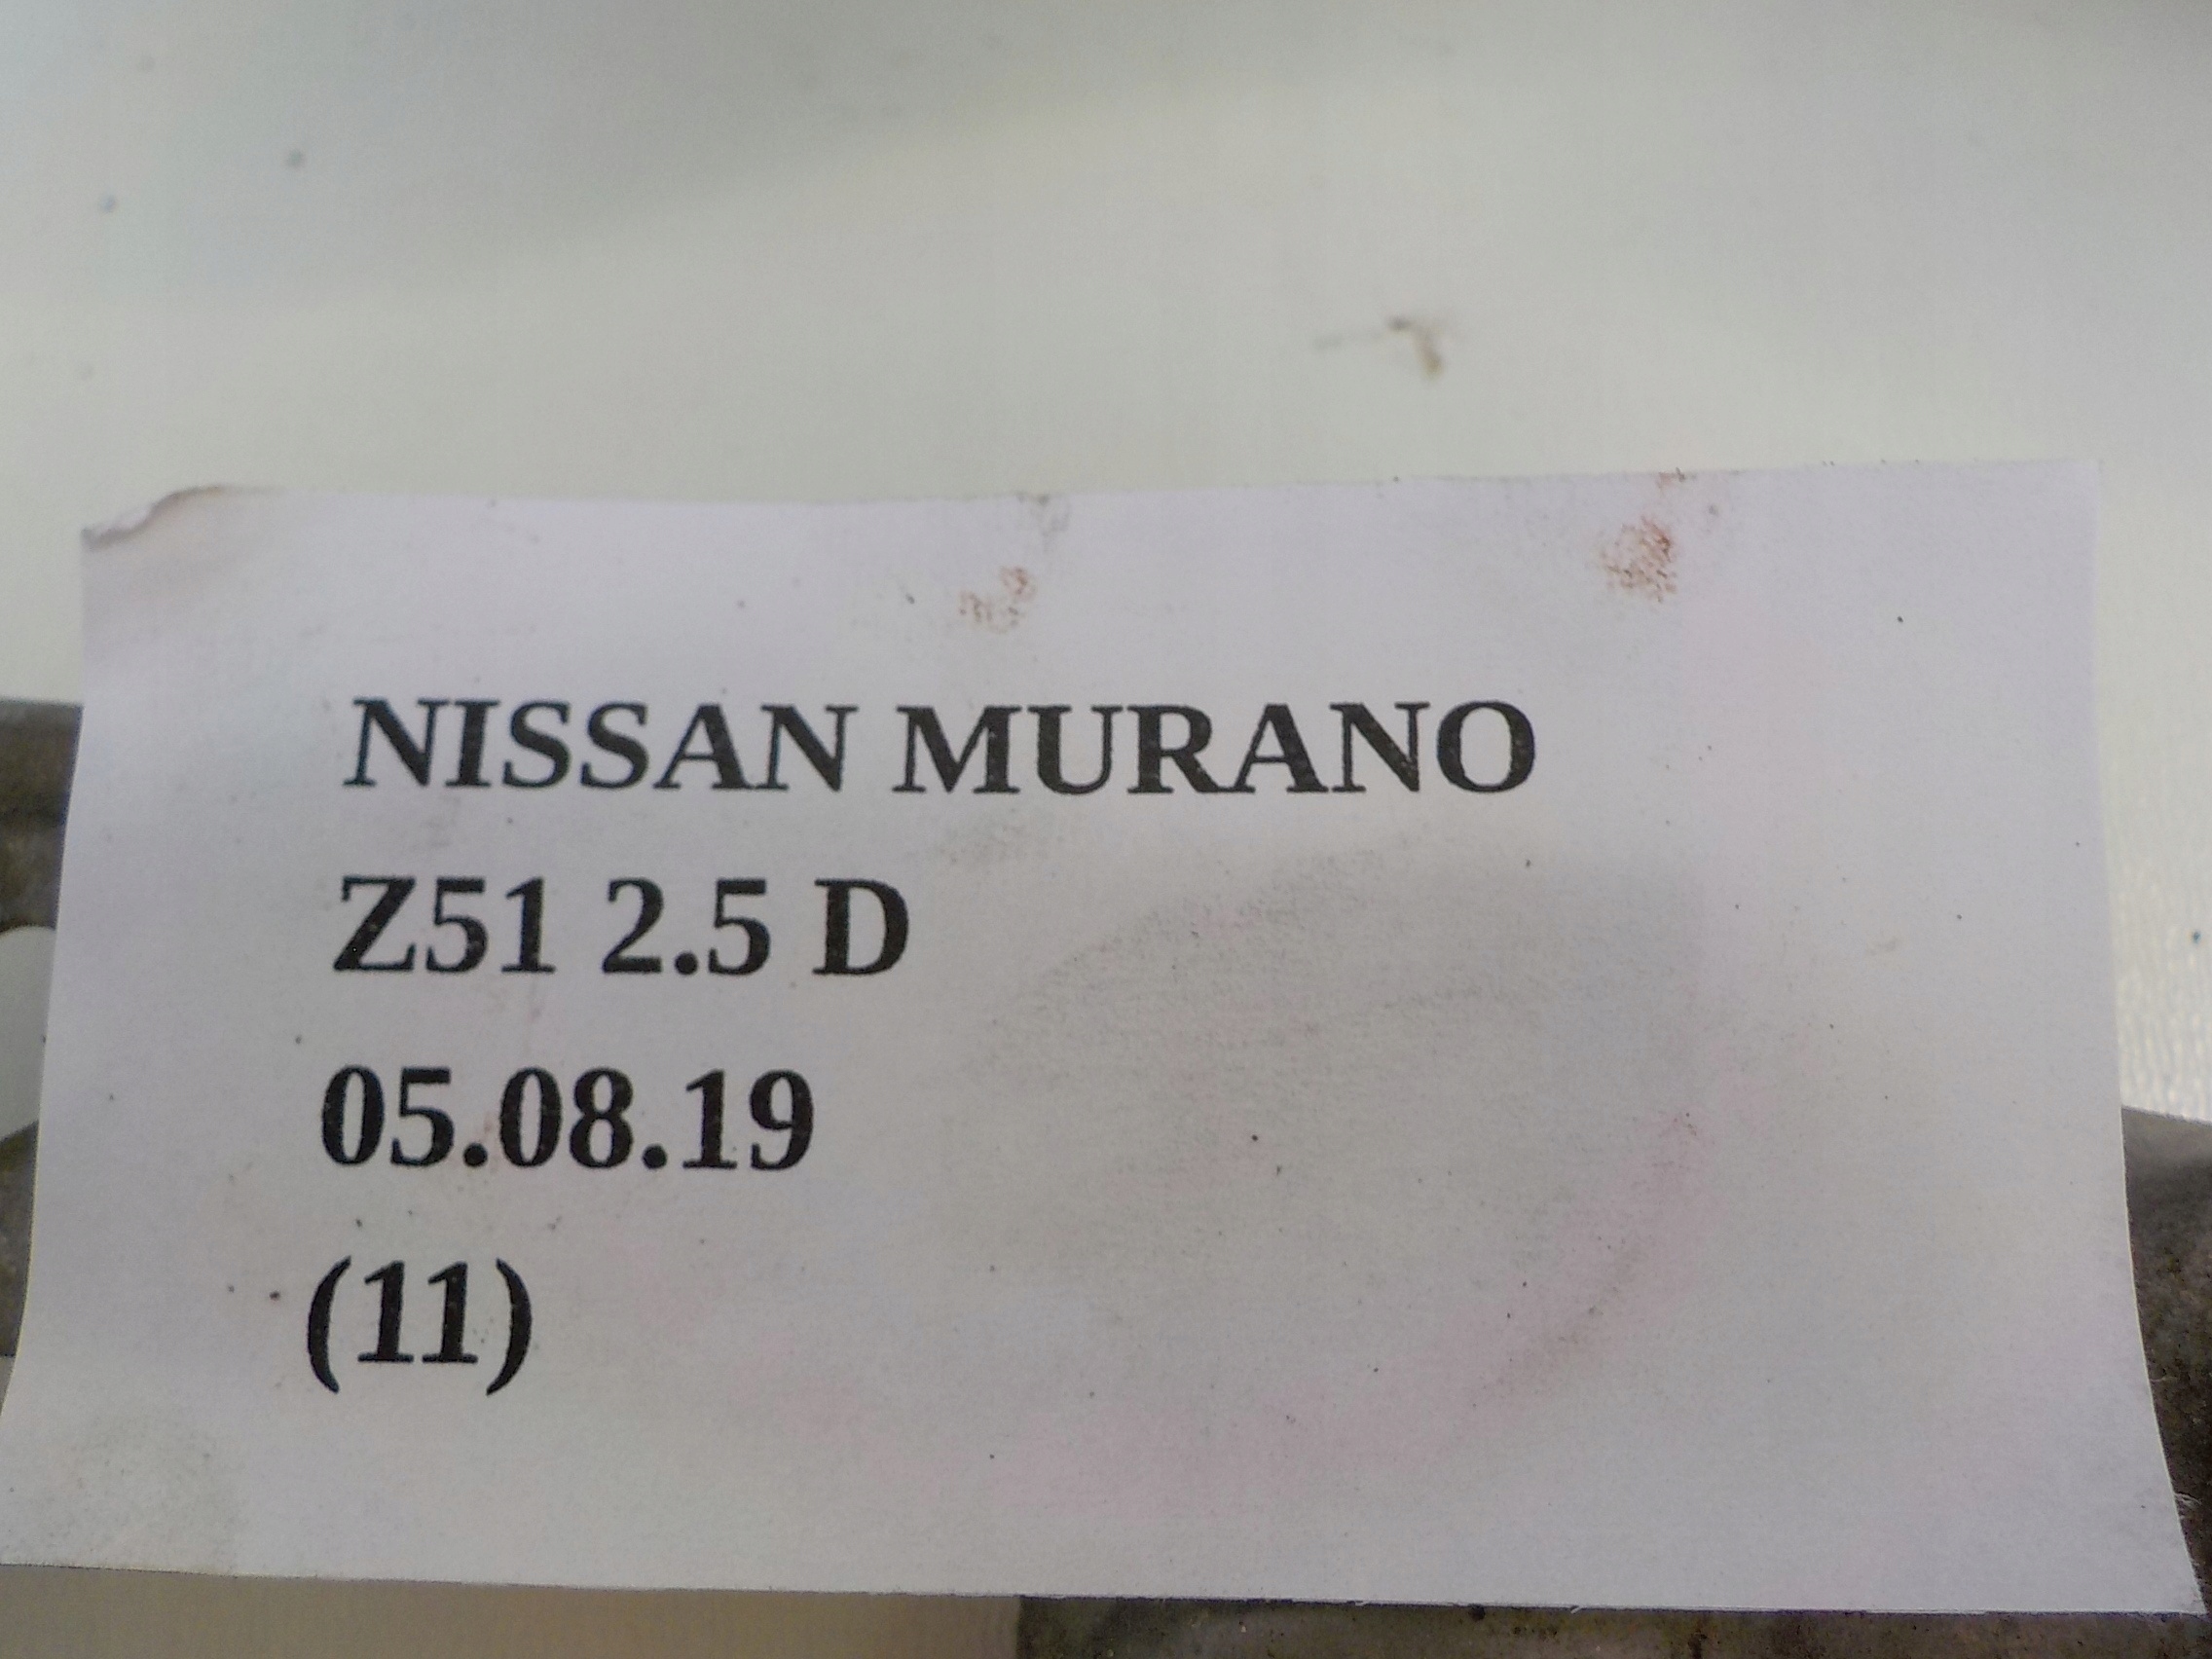 NISSAN MURANO
Z51 2.5 D
05.08.19
(11)